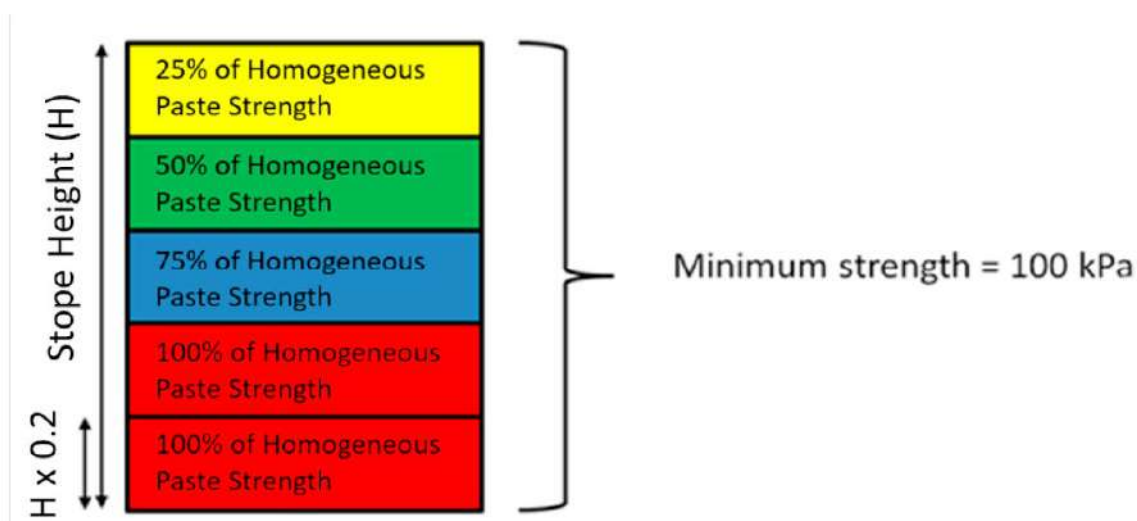 Stope Height (H)
H x 0.2
25% of Homogeneous
Paste Strength
50% of Homogeneous
Paste Strength
75% of Homogeneous
Paste Strength
100% of Homogeneous
Paste Strength
100% of Homogeneous
Paste Strength
Minimum strength = 100 kPa